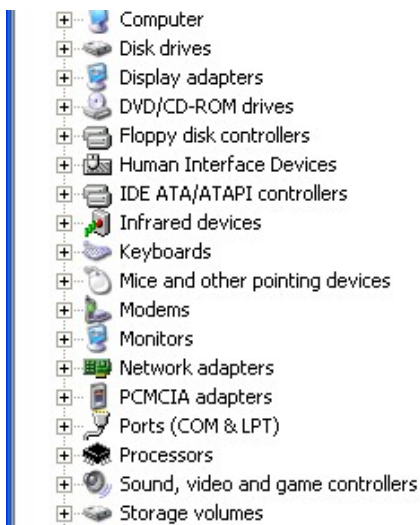 Computer
Disk drives
Display adapters
DVD/CD-ROM drives
Floppy disk controllers
Human Interface Devices
IDE ATA/ATAPI controllers
Infrared devices
Keyboards
Mice and other pointing devices
Modems
Monitors
Network adapters
PCMCIA adapters
Ports (COM & LPT)
Processors
Sound, video and game controllers
Storage volumes